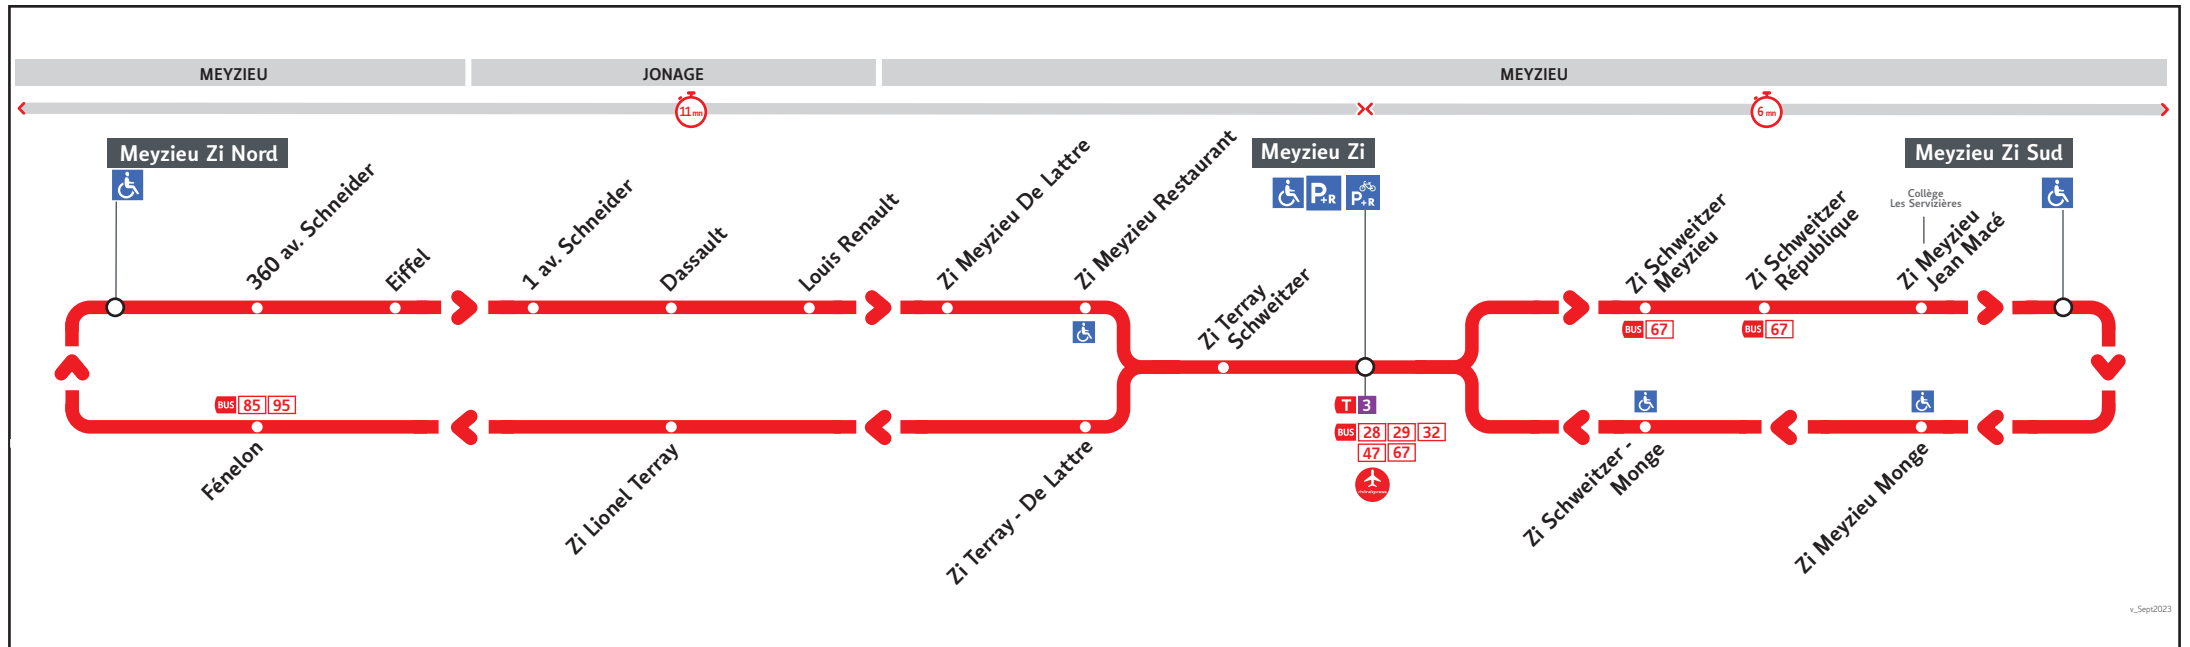 MEYZIEU
JONAGE
MEYZIEU
11 mn
6 mn
Meyzieu Zi Nord
Meyzieu Zi
Meyzieu Zi Sud
P+R
P+R
Collège
Les Servizières
360 av. Schneider
Eiffel
1 av. Schneider
Dassault
Louis Renault
Zi Meyzieu De Lattre
Zi Meyzieu Restaurant
Zi Terray
Schweitzer
Zi Schweitzer
Meyzieu
Zi Schweitzer
République
Zi Meyzieu
Jean Macé
BUS 67
BUS 67
BUS 85 95
T 3
BUS 28 29 32
47 67
Fénelon
Zi Lionel Terray
Zi Terray - De Lattre
Zi Schweitzer -
Monge
Zi Meyzieu Monge
v_Sept2023